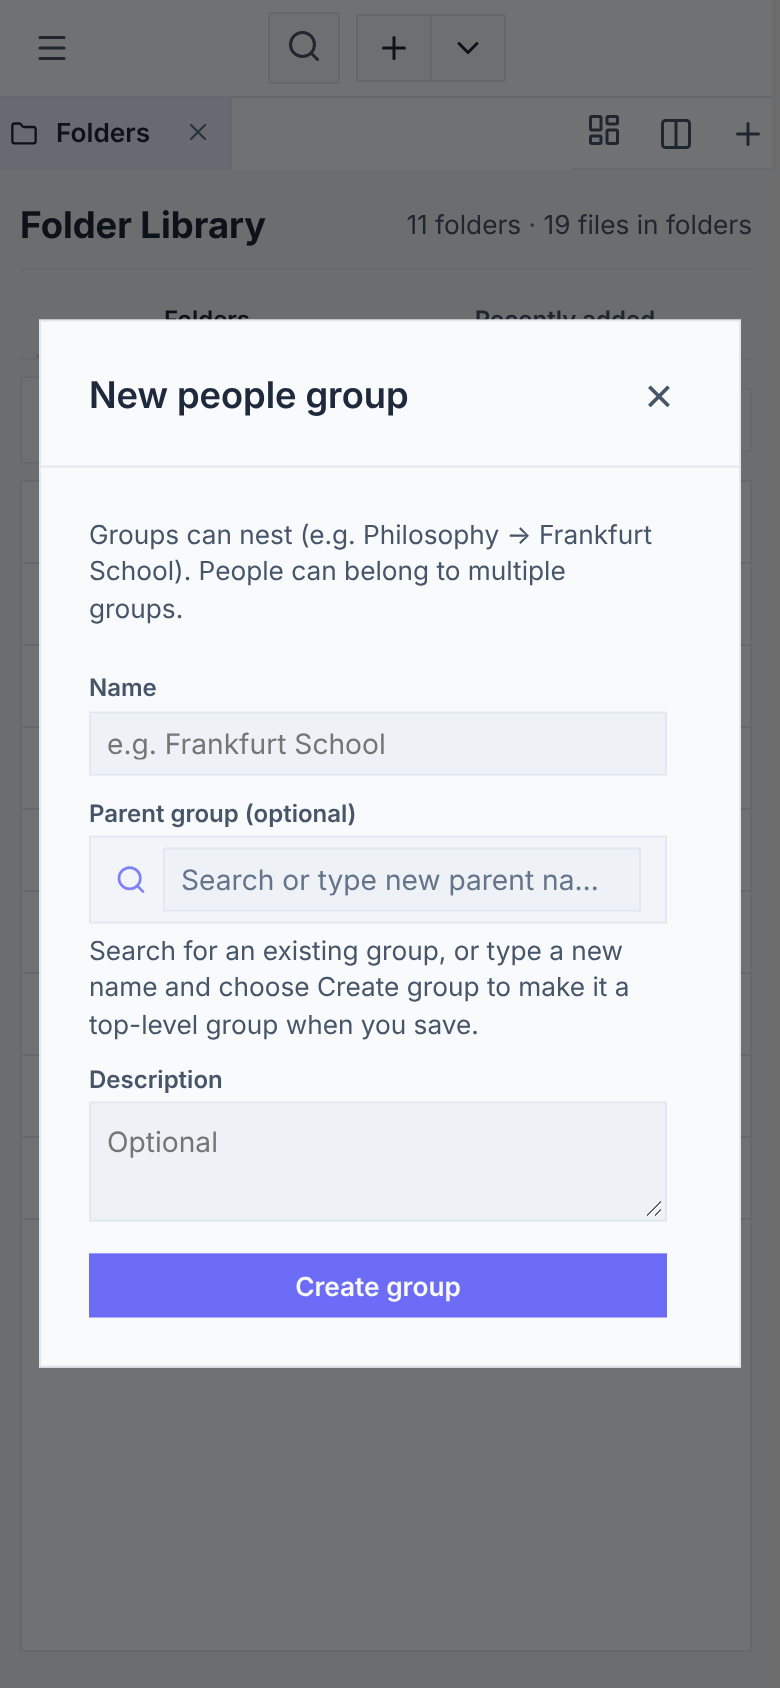 Folders
Folder Library
11 folders · 19 files in folders
Folders
Recently added
New people group
Groups can nest (e.g. Philosophy → Frankfurt
School). People can belong to multiple
groups.
Name
e.g. Frankfurt School
Parent group (optional)
Search or type new parent na...
Search for an existing group, or type a new
name and choose Create group to make it a
top-level group when you save.
Description
Optional
Create group